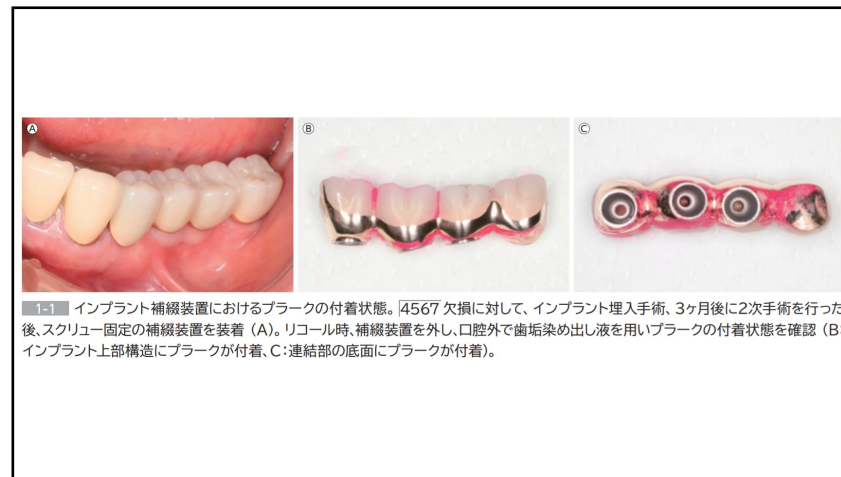 Ⓐ
Ⓑ
Ⓒ
1-1 インプラント補綴装置におけるプラークの付着状態。4567 欠損に対して、インプラント埋入手術、3ヶ月後に2次手術を行った
後、スクリュー固定の補綴装置を装着（A）。リコール時、補綴装置を外し、口腔外で歯垢染め出し液を用いプラークの付着状態を確認（B:
インプラント上部構造にプラークが付着、C：連結部の底面にプラークが付着）。